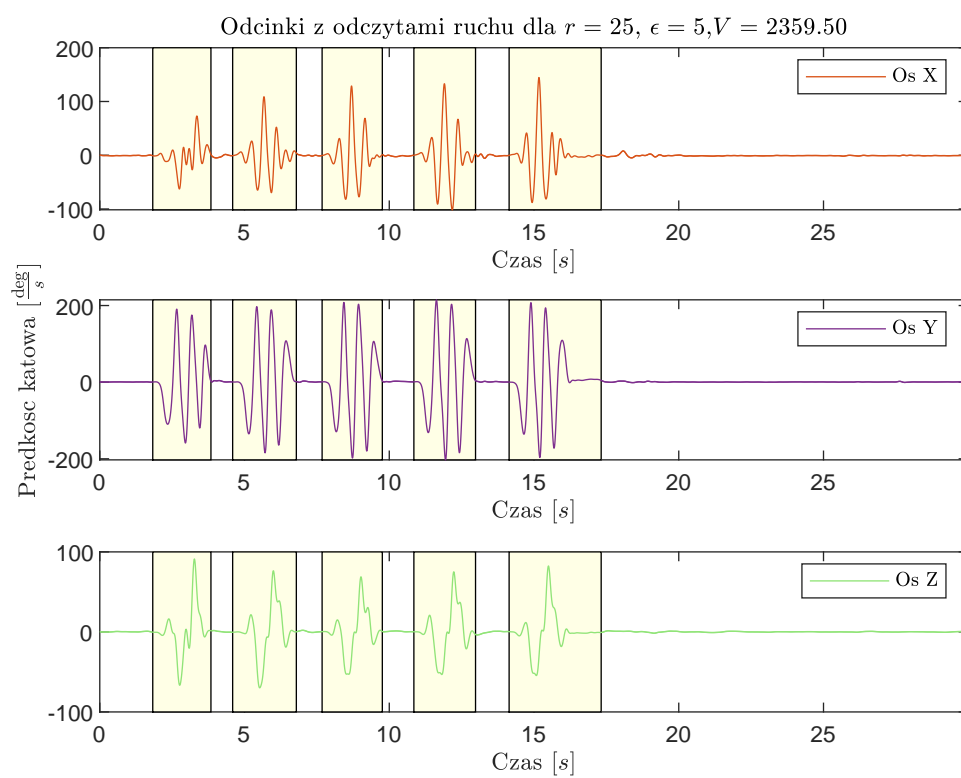 Odcinki z odczytami ruchu dla r = 25, ϵ = 5,V = 2359.50
200
100
0
-100
Os X
0 5 10 15 20 25
Czas [s]
Predkosc katowa [deg/s]
200
0
-200
Os Y
0 5 10 15 20 25
Czas [s]
100
0
-100
Os Z
0 5 10 15 20 25
Czas [s]